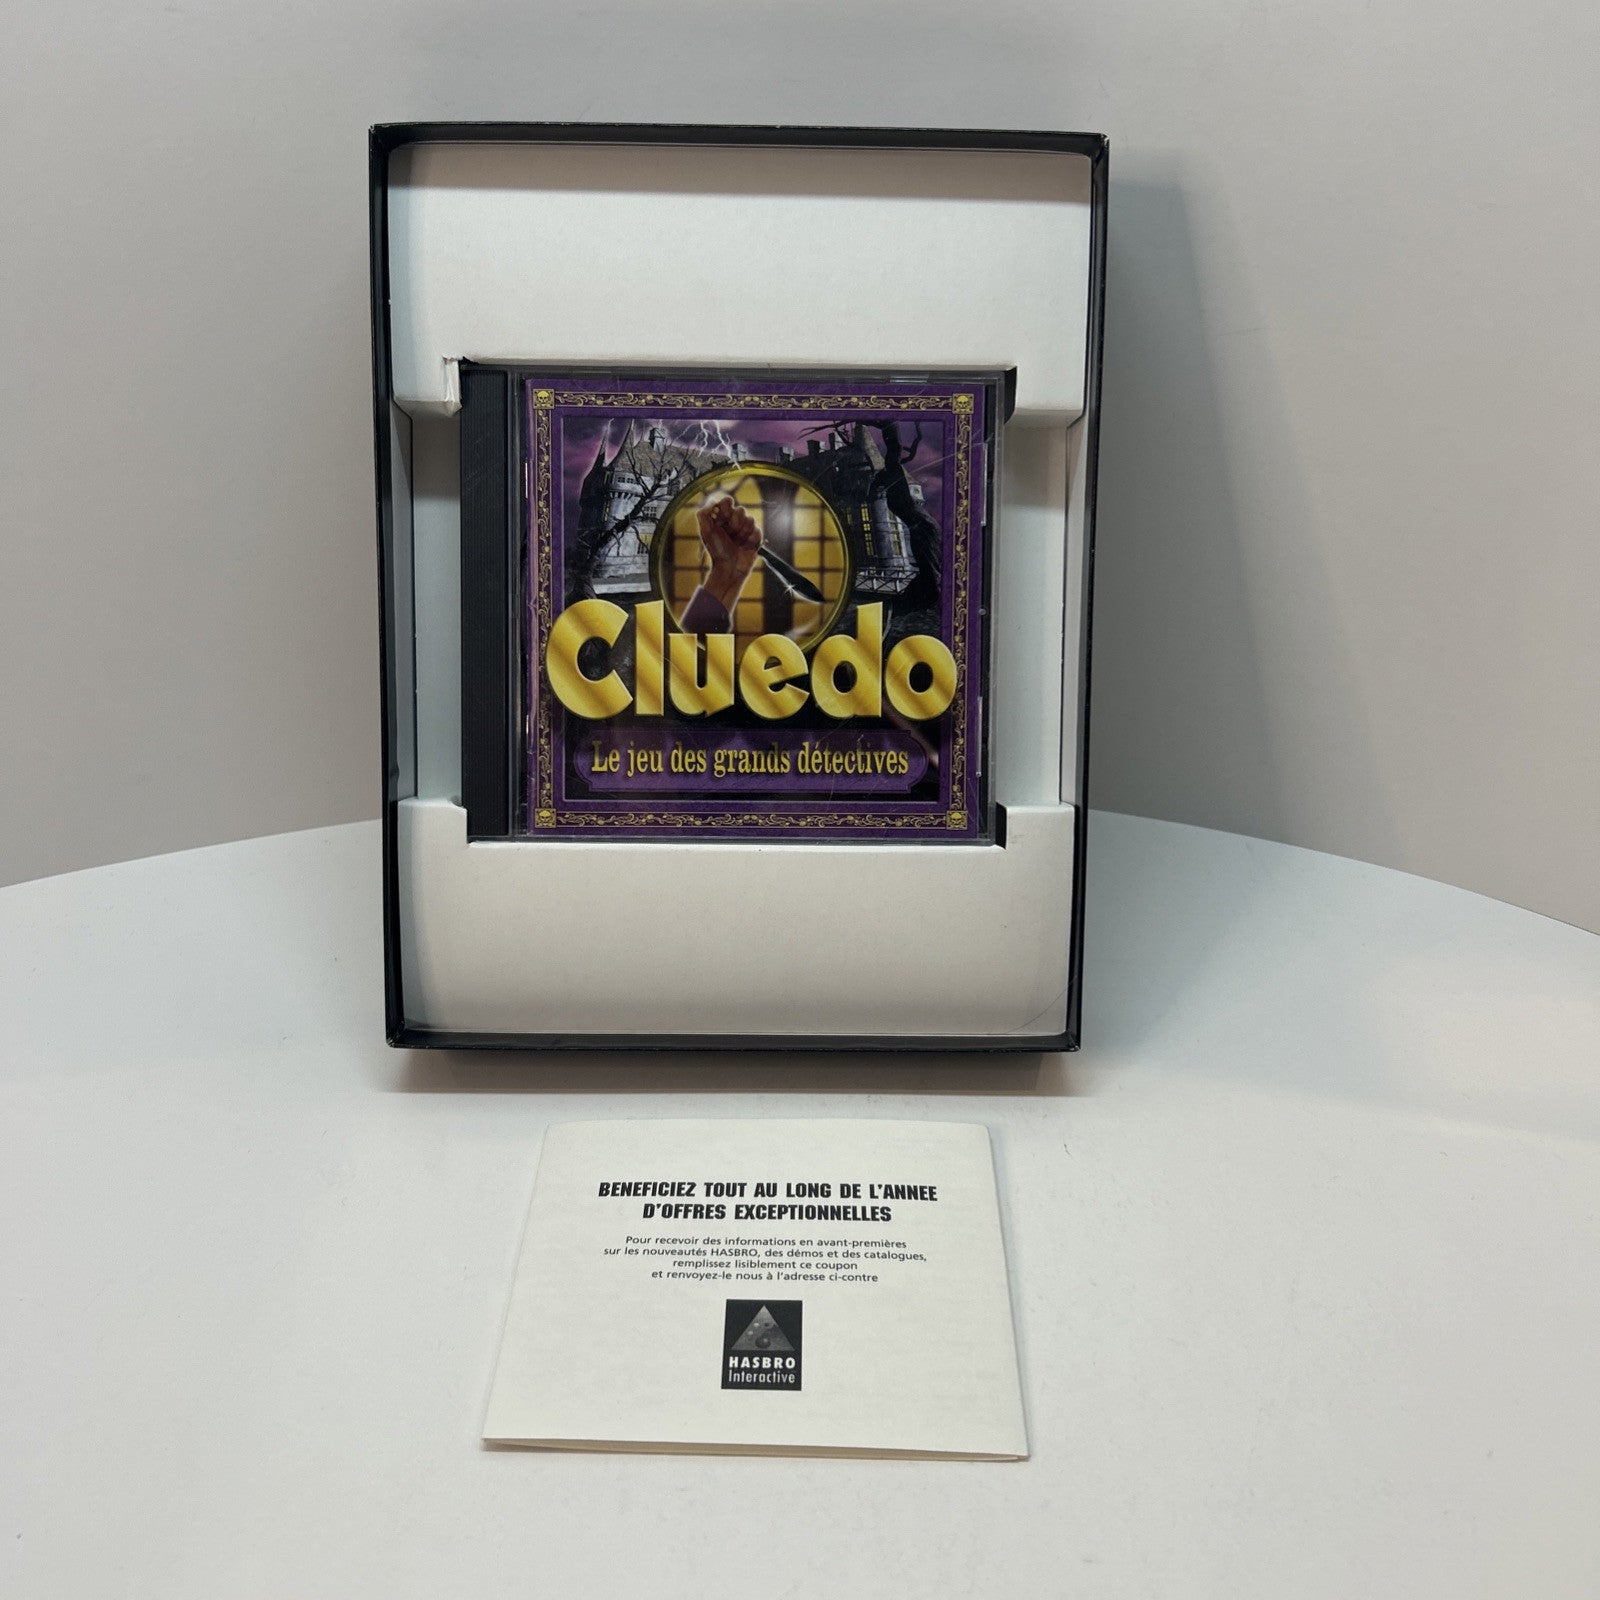 Cluedo
Le jeu des grands détectives
BENEFICIEZ TOUT AU LONG DE L'ANNEE
D'OFFRES EXCEPTIONNELLES
Pour recevoir des informations en avant-premières
sur les nouveautés HASBRO, des démos et des catalogues,
remplissez lisiblement ce coupon
et renvoyez-le nous à l'adresse ci-contre
HASBRO
Interactive